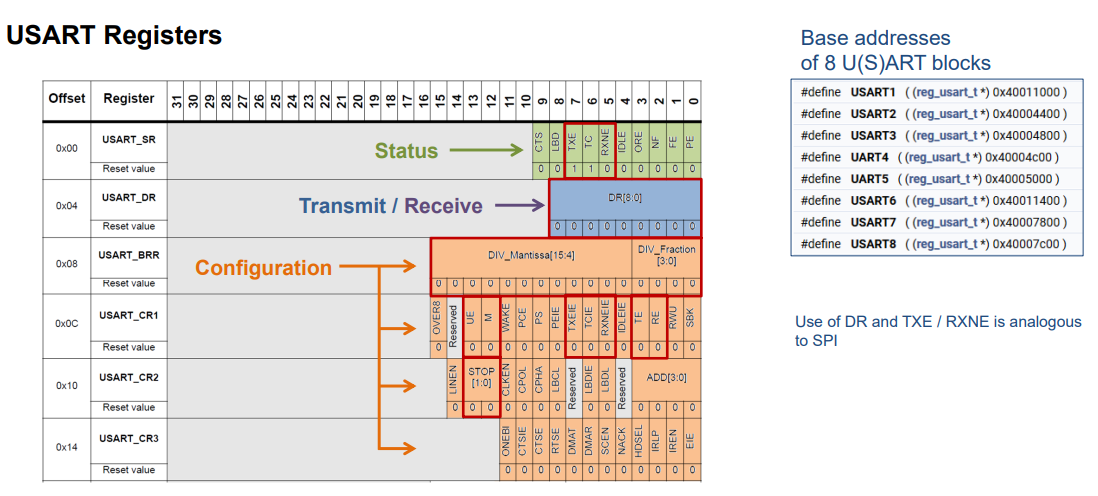 USART Registers
Base addresses
of 8 U(S)ART blocks
Offset Register 31 30 29 28 27 26 25 24 23 22 21 20 19 18 17 16 15 14 13 12 11 10 9 8 7 6 5 4 3 2 1 0
0x00 USART_SR Status CTS LBD TXE TC RXNE IDLE ORE NF FE PE
Reset value 0 0 1 1 0 0 0 0 0 0
0x04 USART_DR Transmit / Receive DR[8:0]
Reset value 0 0 0 0 0 0 0 0 0
0x08 USART_BRR Configuration DIV_Mantissa[15:4] DIV_Fraction
[3:0]
Reset value 0 0 0 0 0 0 0 0 0 0 0 0 0 0 0 0
0x0C USART_CR1 OVER8 Reserved UE M WAKE PCE PS PEIE TXEIE TCIE RXNEIE IDLEIE TE RE RWU SBK
Reset value 0 0 0 0 0 0 0 0 0 0 0 0 0 0 0
0x10 USART_CR2 LINEN STOP
[1:0] CLKEN CPOL CPHA LBCL Reserved LBDIE LBDL Reserved ADD[3:0]
Reset value 0 0 0 0 0 0 0 0 0 0 0 0 0
0x14 USART_CR3 ONEBI CTSIE CTSE RTSE DMAT DMAR SCEN NACK HDSEL IRLP IREN EIE
Reset value 0 0 0 0 0 0 0 0 0 0 0 0
#define USART1 ( (reg_usart_t *) 0x40011000 )
#define USART2 ( (reg_usart_t *) 0x40004400 )
#define USART3 ( (reg_usart_t *) 0x40004800 )
#define UART4 ( (reg_usart_t *) 0x40004c00 )
#define UART5 ( (reg_usart_t *) 0x40005000 )
#define USART6 ( (reg_usart_t *) 0x40011400 )
#define USART7 ( (reg_usart_t *) 0x40007800 )
#define USART8 ( (reg_usart_t *) 0x40007c00 )
Use of DR and TXE / RXNE is analogous
to SPI